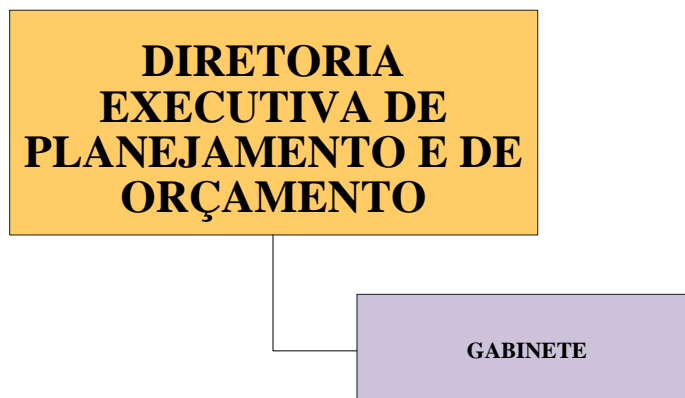 DIRETORIA
EXECUTIVA DE
PLANEJAMENTO E DE
ORÇAMENTO
GABINETE